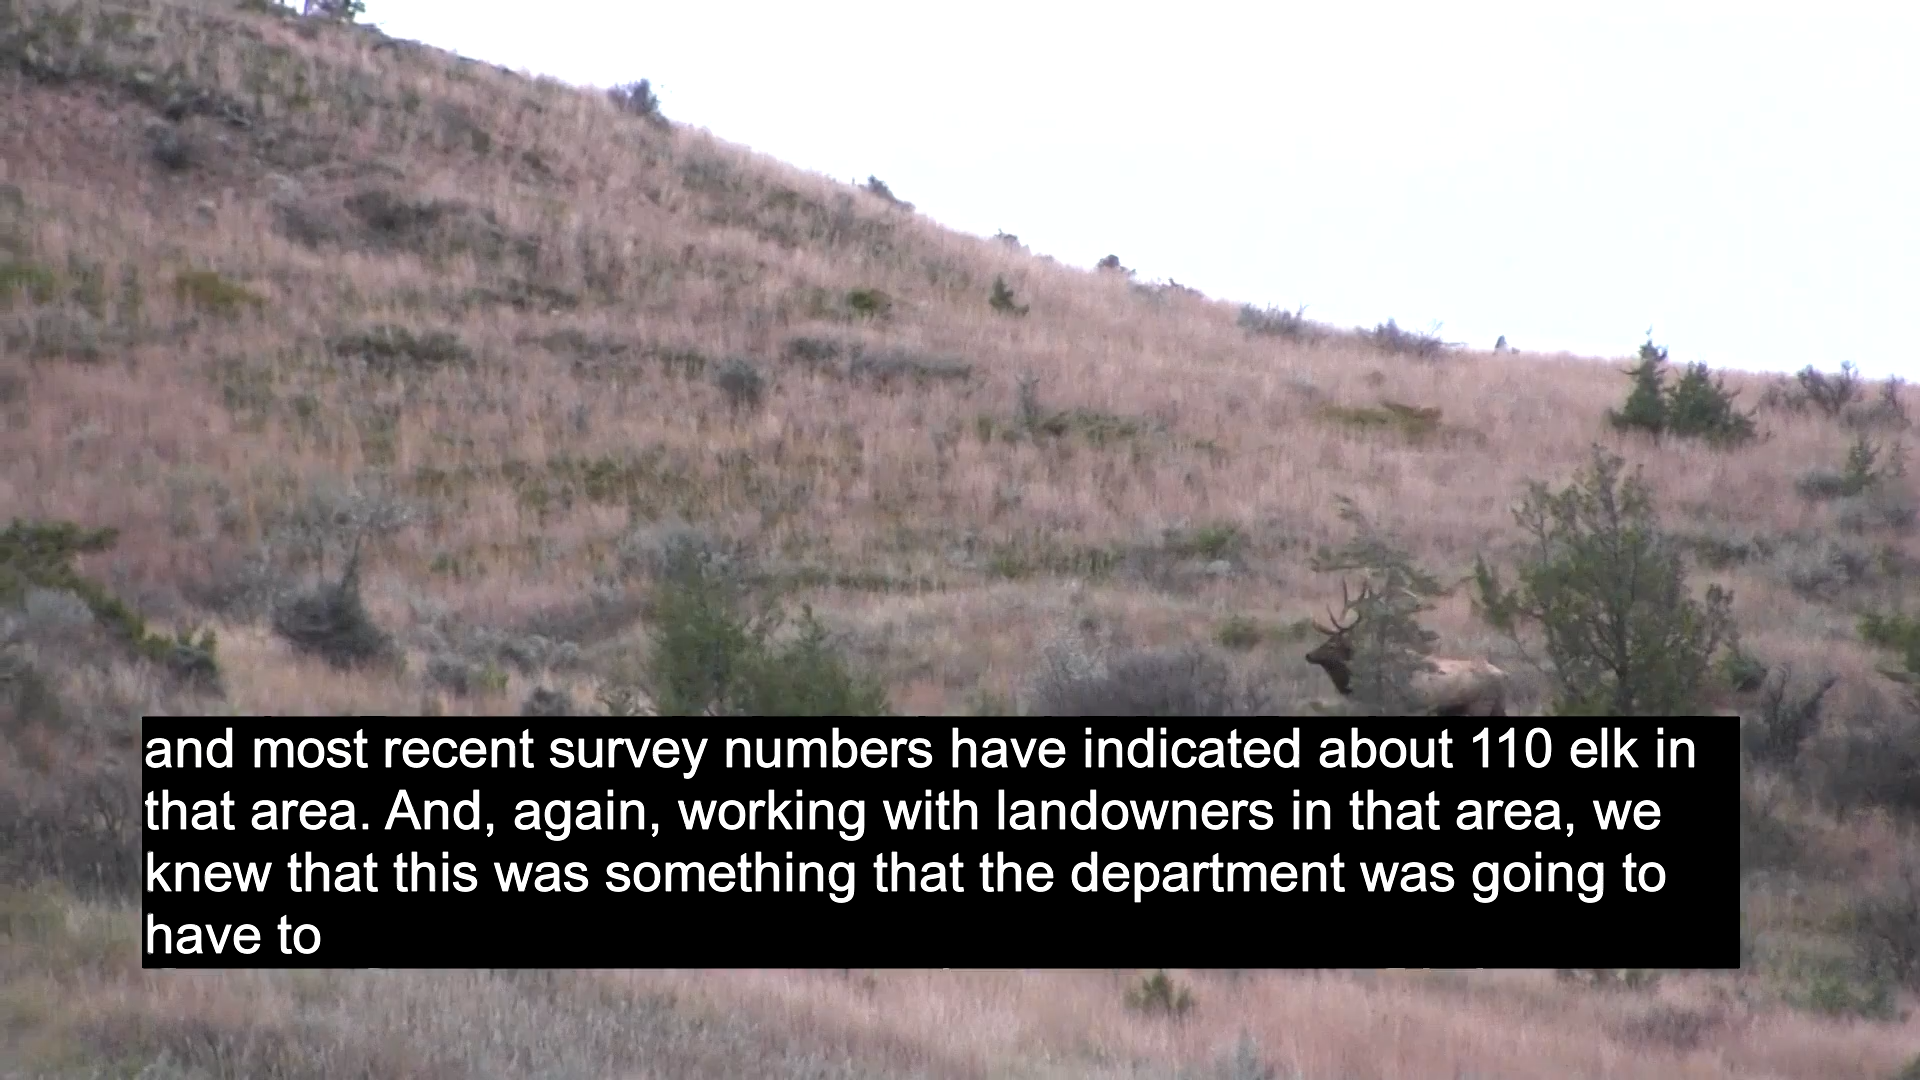 and most recent survey numbers have indicated about 110 elk in
that area. And, again, working with landowners in that area, we
knew that this was something that the department was going to
have to